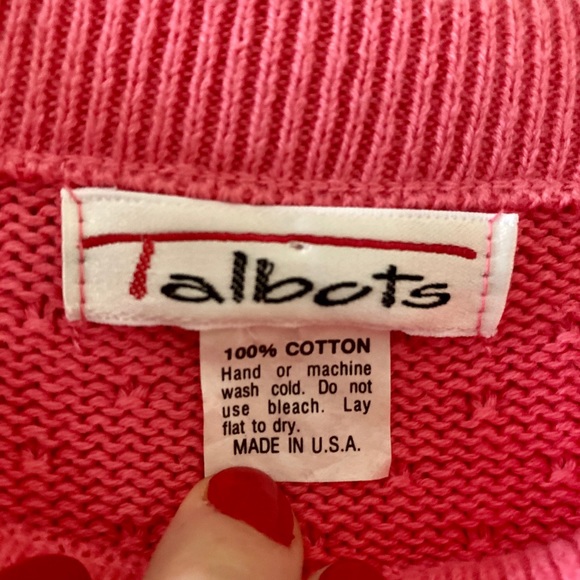 Talbots
100% COTTON
Hand or machine
wash cold. Do not
use bleach. Lay
flat to dry.
MADE IN U.S.A.